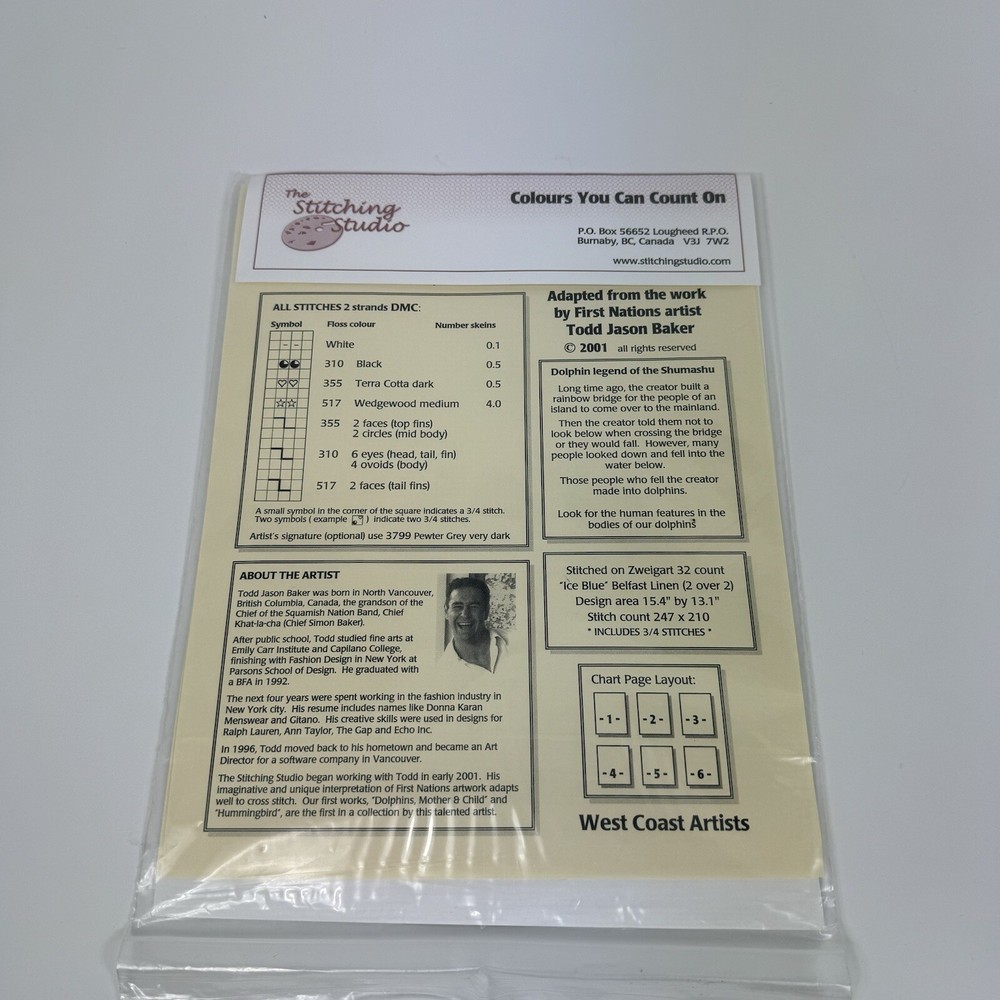 The
Stitching
Studio
Colours You Can Count On
P.O. Box 56652 Lougheed R.P.O.
Burnaby, BC, Canada V3J 7W2
www.stitchingstudio.com
ALL STITCHES 2 strands DMC:
Symbol Floss colour Number skeins
-- White 0.1
310 Black 0.5
♡♡ 355 Terra Cotta dark 0.5
☆☆ 517 Wedgewood medium 4.0
355 2 faces (top fins)
2 circles (mid body)
310 6 eyes (head, tail, fin)
4 ovoids (body)
517 2 faces (tail fins)
A small symbol in the corner of the square indicates a 3/4 stitch.
Two symbols ( example ) indicate two 3/4 stitches.
Artist's signature (optional) use 3799 Pewter Grey very dark
ABOUT THE ARTIST
Todd Jason Baker was born in North Vancouver,
British Columbia, Canada, the grandson of the
Chief of the Squamish Nation Band, Chief
Khat-la-cha (Chief Simon Baker).
After public school, Todd studied fine arts at
Emily Carr Institute and Capilano College,
finishing with Fashion Design in New York at
Parsons School of Design. He graduated with
a BFA in 1992.
The next four years were spent working in the fashion industry in
New York city. His resume includes names like Donna Karan
Menswear and Gitano. His creative skills were used in designs for
Ralph Lauren, Ann Taylor, The Gap and Echo Inc.
In 1996, Todd moved back to his hometown and became an Art
Director for a software company in Vancouver.
The Stitching Studio began working with Todd in early 2001. His
imaginative and unique interpretation of First Nations artwork adapts
well to cross stitch. Our first works, "Dolphins, Mother & Child" and
"Hummingbird", are the first in a collection by this talented artist.
Adapted from the work
by First Nations artist
Todd Jason Baker
© 2001 all rights reserved
Dolphin legend of the Shumashu
Long time ago, the creator built a
rainbow bridge for the people of an
island to come over to the mainland.
Then the creator told them not to
look below when crossing the bridge
or they would fall. However, many
people looked down and fell into the
water below.
Those people who fell the creator
made into dolphins.
Look for the human features in the
bodies of our dolphins
Stitched on Zweigart 32 count
"Ice Blue" Belfast Linen (2 over 2)
Design area 15.4" by 13.1"
Stitch count 247 x 210
* INCLUDES 3/4 STITCHES *
Chart Page Layout:
-1- -2- -3-
-4- -5- -6-
West Coast Artists